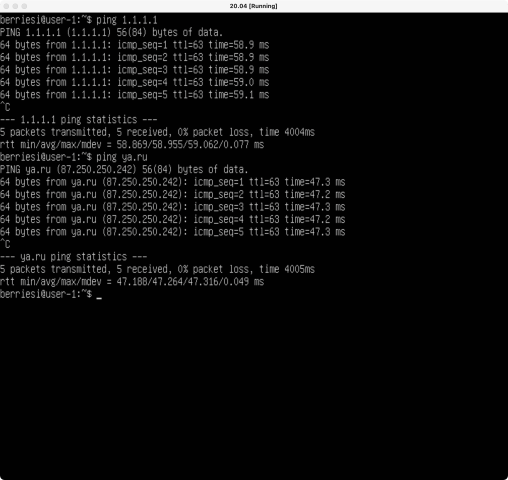 20.04 [Running]
berriesi@user-1:~$ ping 1.1.1.1
PING 1.1.1.1 (1.1.1.1) 56(84) bytes of data.
64 bytes from 1.1.1.1: icmp_seq=1 ttl=63 time=58.9 ms
64 bytes from 1.1.1.1: icmp_seq=2 ttl=63 time=58.9 ms
64 bytes from 1.1.1.1: icmp_seq=3 ttl=63 time=58.9 ms
64 bytes from 1.1.1.1: icmp_seq=4 ttl=63 time=59.0 ms
64 bytes from 1.1.1.1: icmp_seq=5 ttl=63 time=59.1 ms
^C
--- 1.1.1.1 ping statistics ---
5 packets transmitted, 5 received, 0% packet loss, time 4004ms
rtt min/avg/max/mdev = 58.869/58.955/59.062/0.077 ms
berriesi@user-1:~$ ping ya.ru
PING ya.ru (87.250.250.242) 56(84) bytes of data.
64 bytes from ya.ru (87.250.250.242): icmp_seq=1 ttl=63 time=47.3 ms
64 bytes from ya.ru (87.250.250.242): icmp_seq=2 ttl=63 time=47.2 ms
64 bytes from ya.ru (87.250.250.242): icmp_seq=3 ttl=63 time=47.3 ms
64 bytes from ya.ru (87.250.250.242): icmp_seq=4 ttl=63 time=47.2 ms
64 bytes from ya.ru (87.250.250.242): icmp_seq=5 ttl=63 time=47.3 ms
^C
--- ya.ru ping statistics ---
5 packets transmitted, 5 received, 0% packet loss, time 4005ms
rtt min/avg/max/mdev = 47.188/47.264/47.316/0.049 ms
berriesi@user-1:~$ _